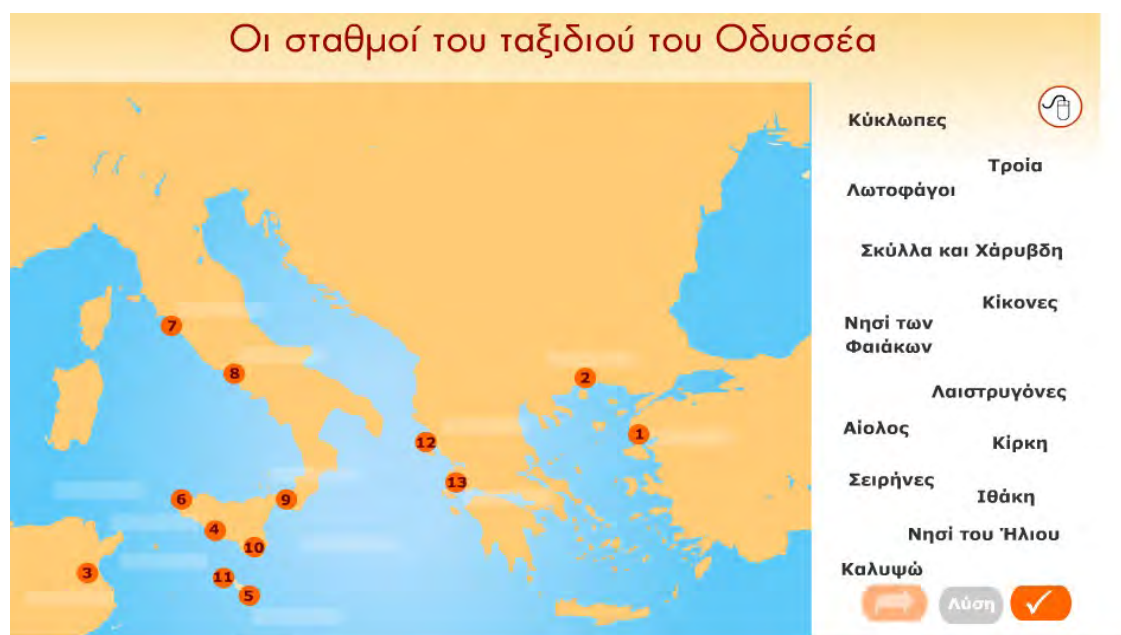 Οι σταθμοί του ταξιδιού του Οδυσσέα
Κύκλωπες
Τροία
Λωτοφάγοι
Σκύλλα και Χάρυβδη
Κίκονες
Νησί των
Φαιάκων
Λαιστρυγόνες
Αίολος
Κίρκη
Σειρήνες
Ιθάκη
Νησί του Ήλιου
Καλυψώ
Λύση
7
8
2
12
1
13
6
9
4
10
3
11
5